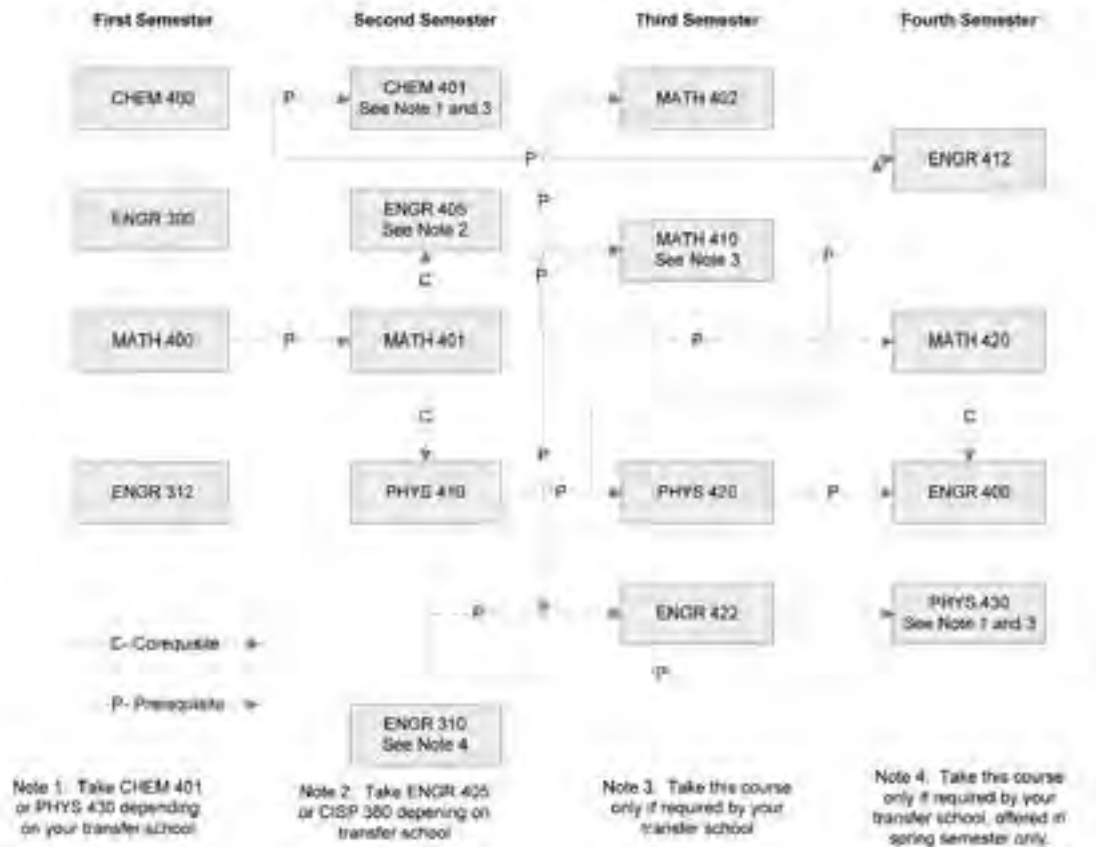 First Semester
Second Semester
Third Semester
Fourth Semester
CHEM 400
P
CHEM 401
See Note 1 and 3
MATH 402
P
ENGR 412
ENGR 300
ENGR 405
See Note 2
P
MATH 410
See Note 3
P
C
P
MATH 400
P
MATH 401
P
MATH 420
C
C
P
ENGR 312
PHYS 410
P
PHYS 420
P
ENGR 400
P
ENGR 422
PHYS 430
See Note 1 and 3
C- Corequisite
P
P- Prerequisite
ENGR 310
See Note 4
Note 1. Take CHEM 401
or PHYS 430 depending
on your transfer school
Note 2. Take ENGR 405
or CISP 380 depening on
transfer school
Note 3. Take this course
only if required by your
transfer school
Note 4. Take this course
only if required by your
transfer school, offered in
spring semester only.